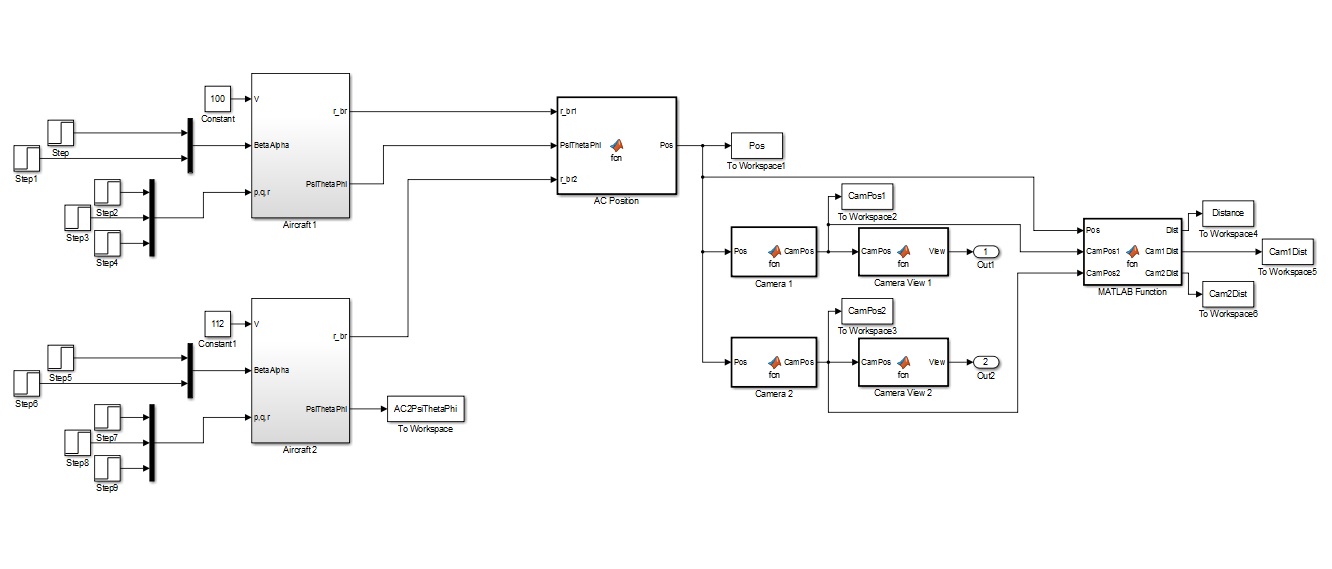 100
Constant
V
BetaAlpha
p,q,r
r_br
PsiThetaPhi
Aircraft 1
Step
Step1
Step2
Step3
Step4
112
Constant1
V
BetaAlpha
p,q,r
r_br
PsiThetaPhi
Aircraft 2
Step5
Step6
Step7
Step8
Step9
AC2PsiThetaPhi
To Workspace
r_br1
PsiThetaPhi
r_br2
fcn
Pos
AC Position
Pos
To Workspace1
CamPos1
To Workspace2
Pos
fcn
CamPos
Camera 1
CamPos
fcn
View
Camera View 1
1
Out1
CamPos2
To Workspace3
Pos
fcn
CamPos
Camera 2
CamPos
fcn
View
Camera View 2
2
Out2
Pos
CamPos1
CamPos2
fcn
Dist
Cam1Dist
Cam2Dist
MATLAB Function
Distance
To Workspace4
Cam1Dist
To Workspace5
Cam2Dist
To Workspace6